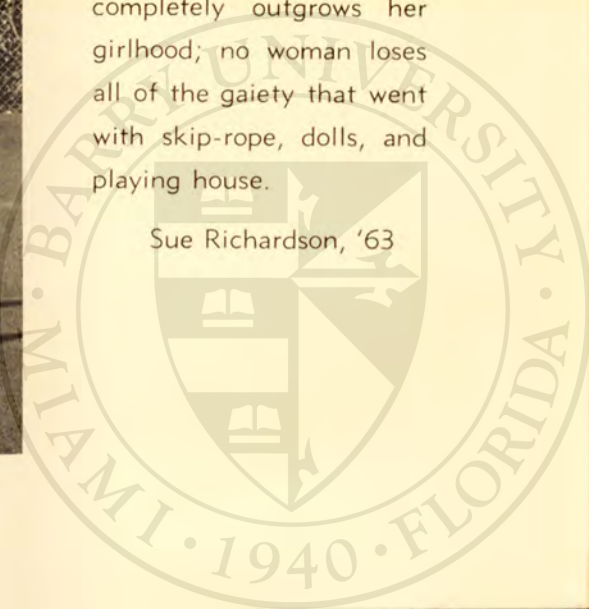 completely outgrows her
girlhood; no woman loses
all of the gaiety that went
with skip-rope, dolls, and
playing house.
Sue Richardson, '63
BARRY UNIVERSITY
MIAMI • 1940 • FLORIDA